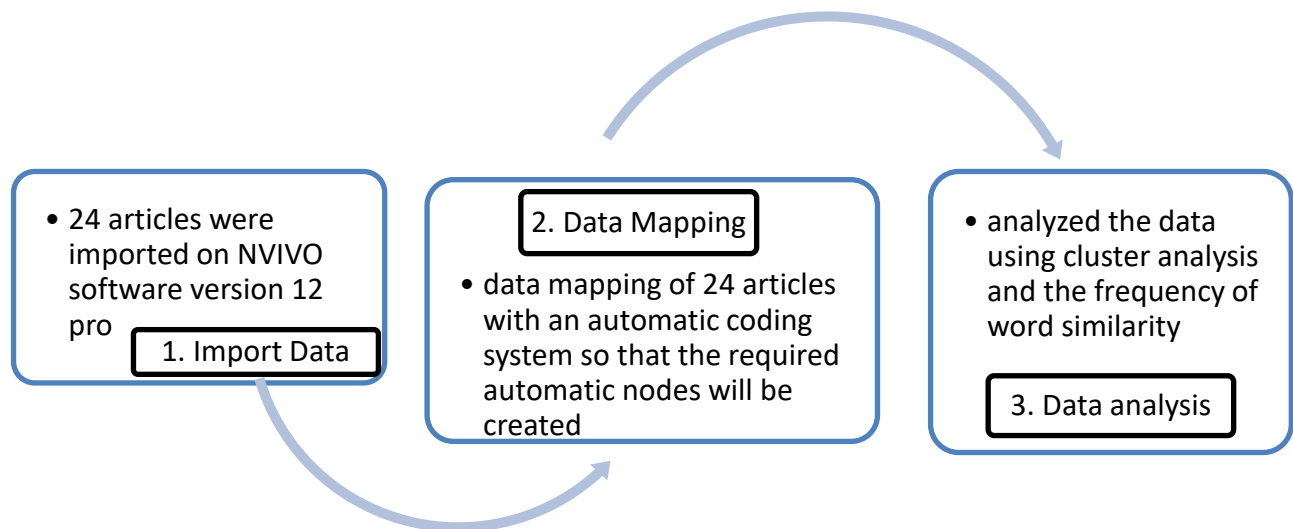 • 24 articles were
imported on NVIVO
software version 12
pro
1. Import Data
2. Data Mapping
• data mapping of 24 articles
with an automatic coding
system so that the required
automatic nodes will be
created
• analyzed the data
using cluster analysis
and the frequency of
word similarity
3. Data analysis